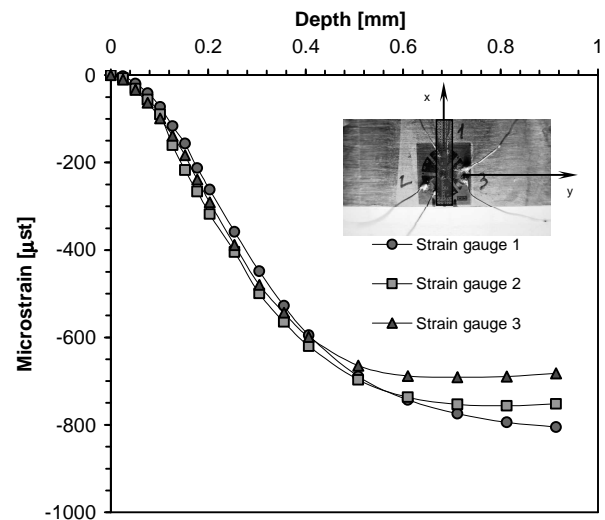 Depth [mm]
0 0.2 0.4 0.6 0.8 1
0
-200
-400
-600
-800
-1000
Microstrain [µst]
x
1
2 3
y
Strain gauge 1
Strain gauge 2
Strain gauge 3